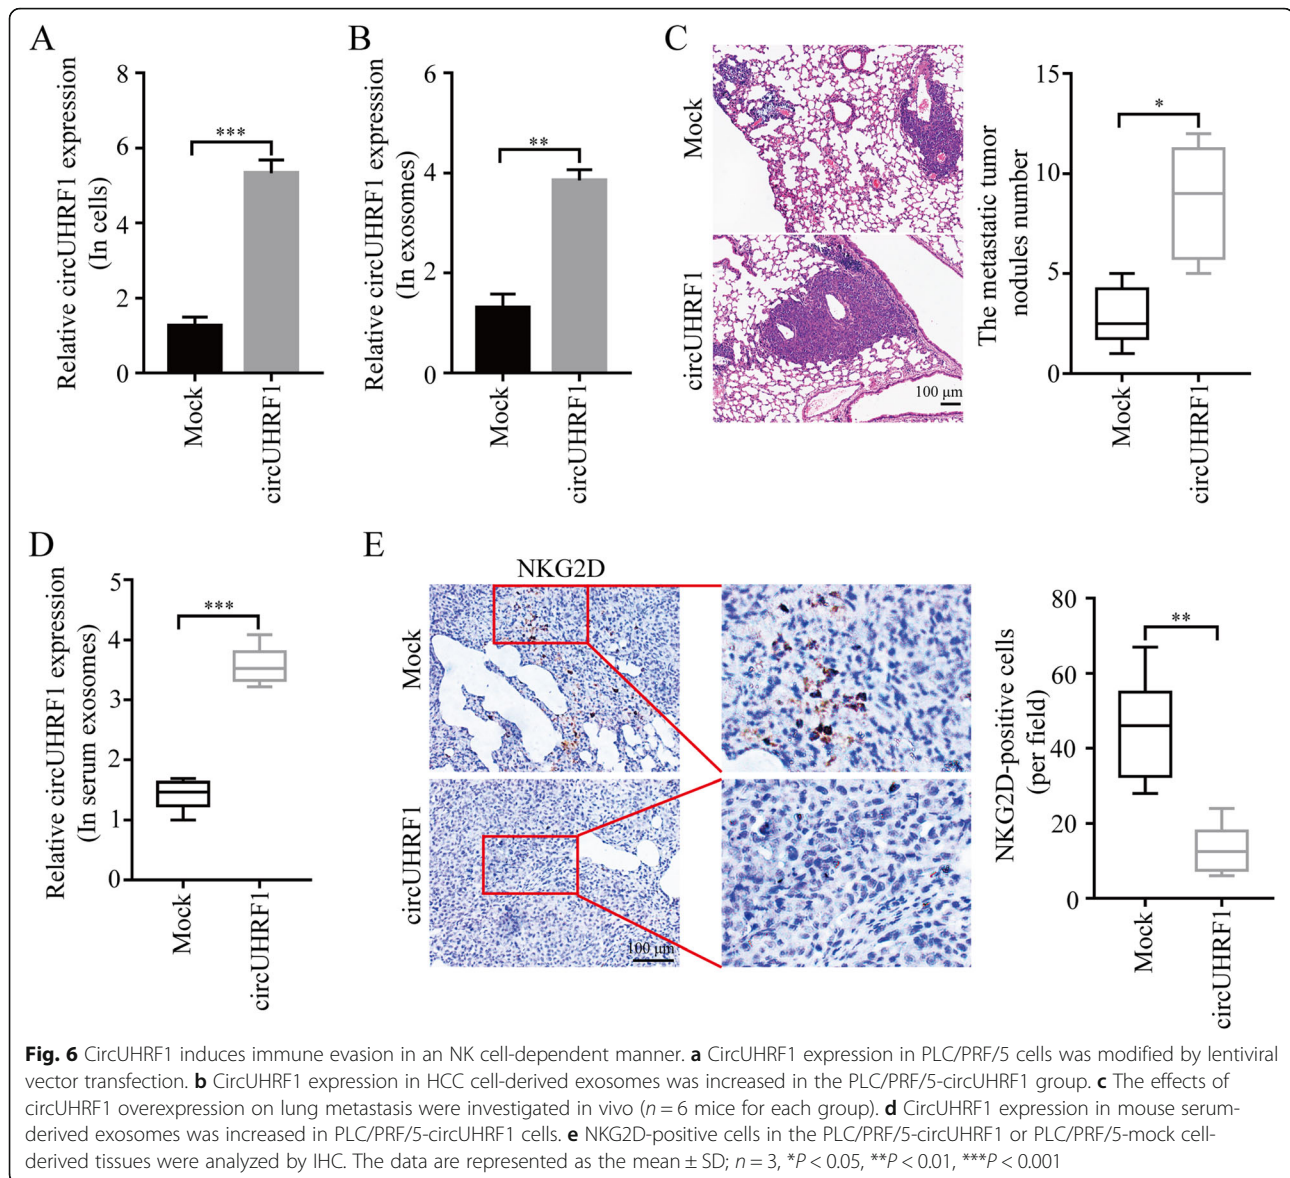 A
Relative circUHRF1 expression
(In cells)
8
6
4
2
0
***
Mock
circUHRF1
B
Relative circUHRF1 expression
(In exosomes)
6
4
2
0
**
Mock
circUHRF1
C
Mock
circUHRF1
100 μm
The metastatic tumor
nodules number
15
10
5
0
*
Mock
circUHRF1
D
Relative circUHRF1 expression
(In serum exosomes)
5
4
3
2
1
0
***
Mock
circUHRF1
E
NKG2D
Mock
circUHRF1
100 μm
NKG2D-positive cells
(per field)
80
60
40
20
0
**
Mock
circUHRF1
Fig. 6 CircUHRF1 induces immune evasion in an NK cell-dependent manner. a CircUHRF1 expression in PLC/PRF/5 cells was modified by lentiviral
vector transfection. b CircUHRF1 expression in HCC cell-derived exosomes was increased in the PLC/PRF/5-circUHRF1 group. c The effects of
circUHRF1 overexpression on lung metastasis were investigated in vivo (n = 6 mice for each group). d CircUHRF1 expression in mouse serum-
derived exosomes was increased in PLC/PRF/5-circUHRF1 cells. e NKG2D-positive cells in the PLC/PRF/5-circUHRF1 or PLC/PRF/5-mock cell-
derived tissues were analyzed by IHC. The data are represented as the mean ± SD; n = 3, *P < 0.05, **P < 0.01, ***P < 0.001